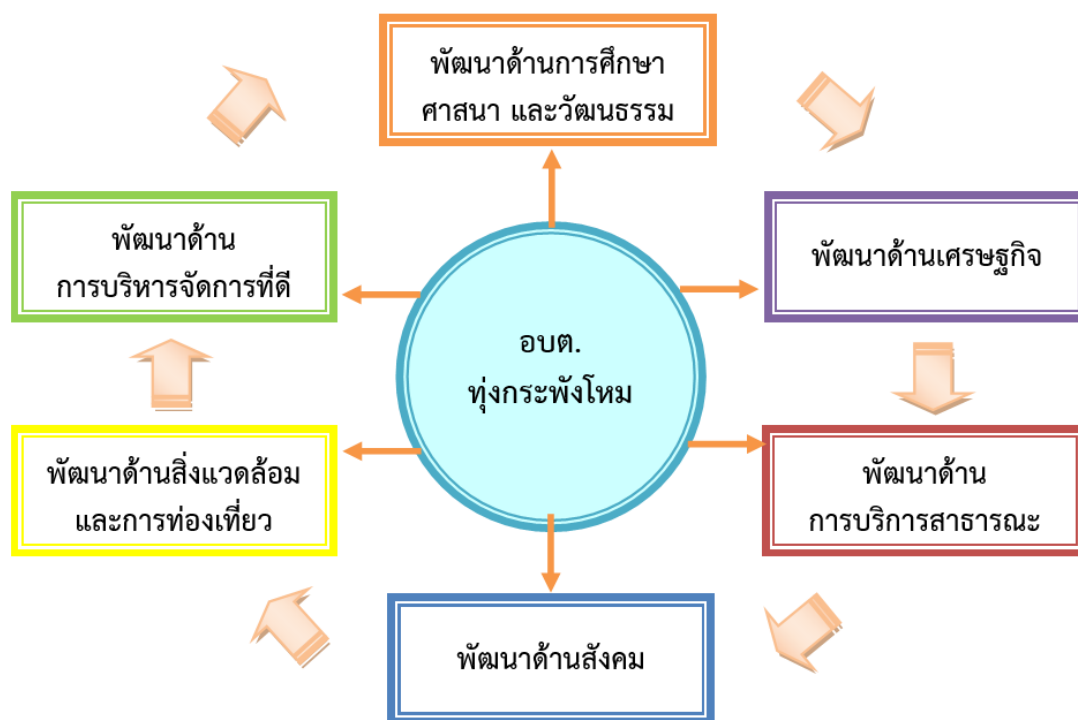 พัฒนาด้านการศึกษา
ศาสนา และวัฒนธรรม
พัฒนาด้าน
การบริหารจัดการที่ดี
พัฒนาด้านเศรษฐกิจ
อบต.
ทุ่งกระพังโหม
พัฒนาด้านสิ่งแวดล้อม
และการท่องเที่ยว
พัฒนาด้าน
การบริการสาธารณะ
พัฒนาด้านสังคม